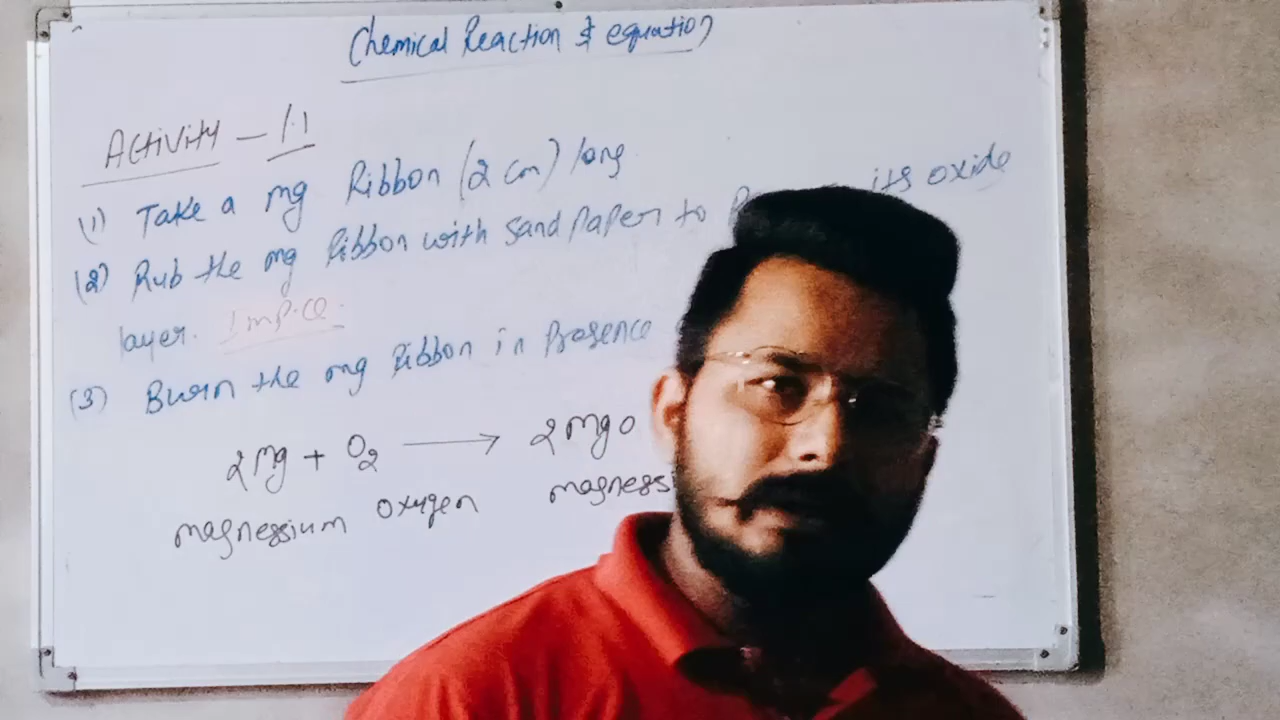 Chemical Reaction & equation
Activity - 1.1
(1) Take a mg Ribbon (2 cm) long
(2) Rub the mg Ribbon with sand Paper to its oxide
layer.
(3) Burn the mg Ribbon in Presence
2Mg + O2 → 2MgO
magnessium oxygen magnessi